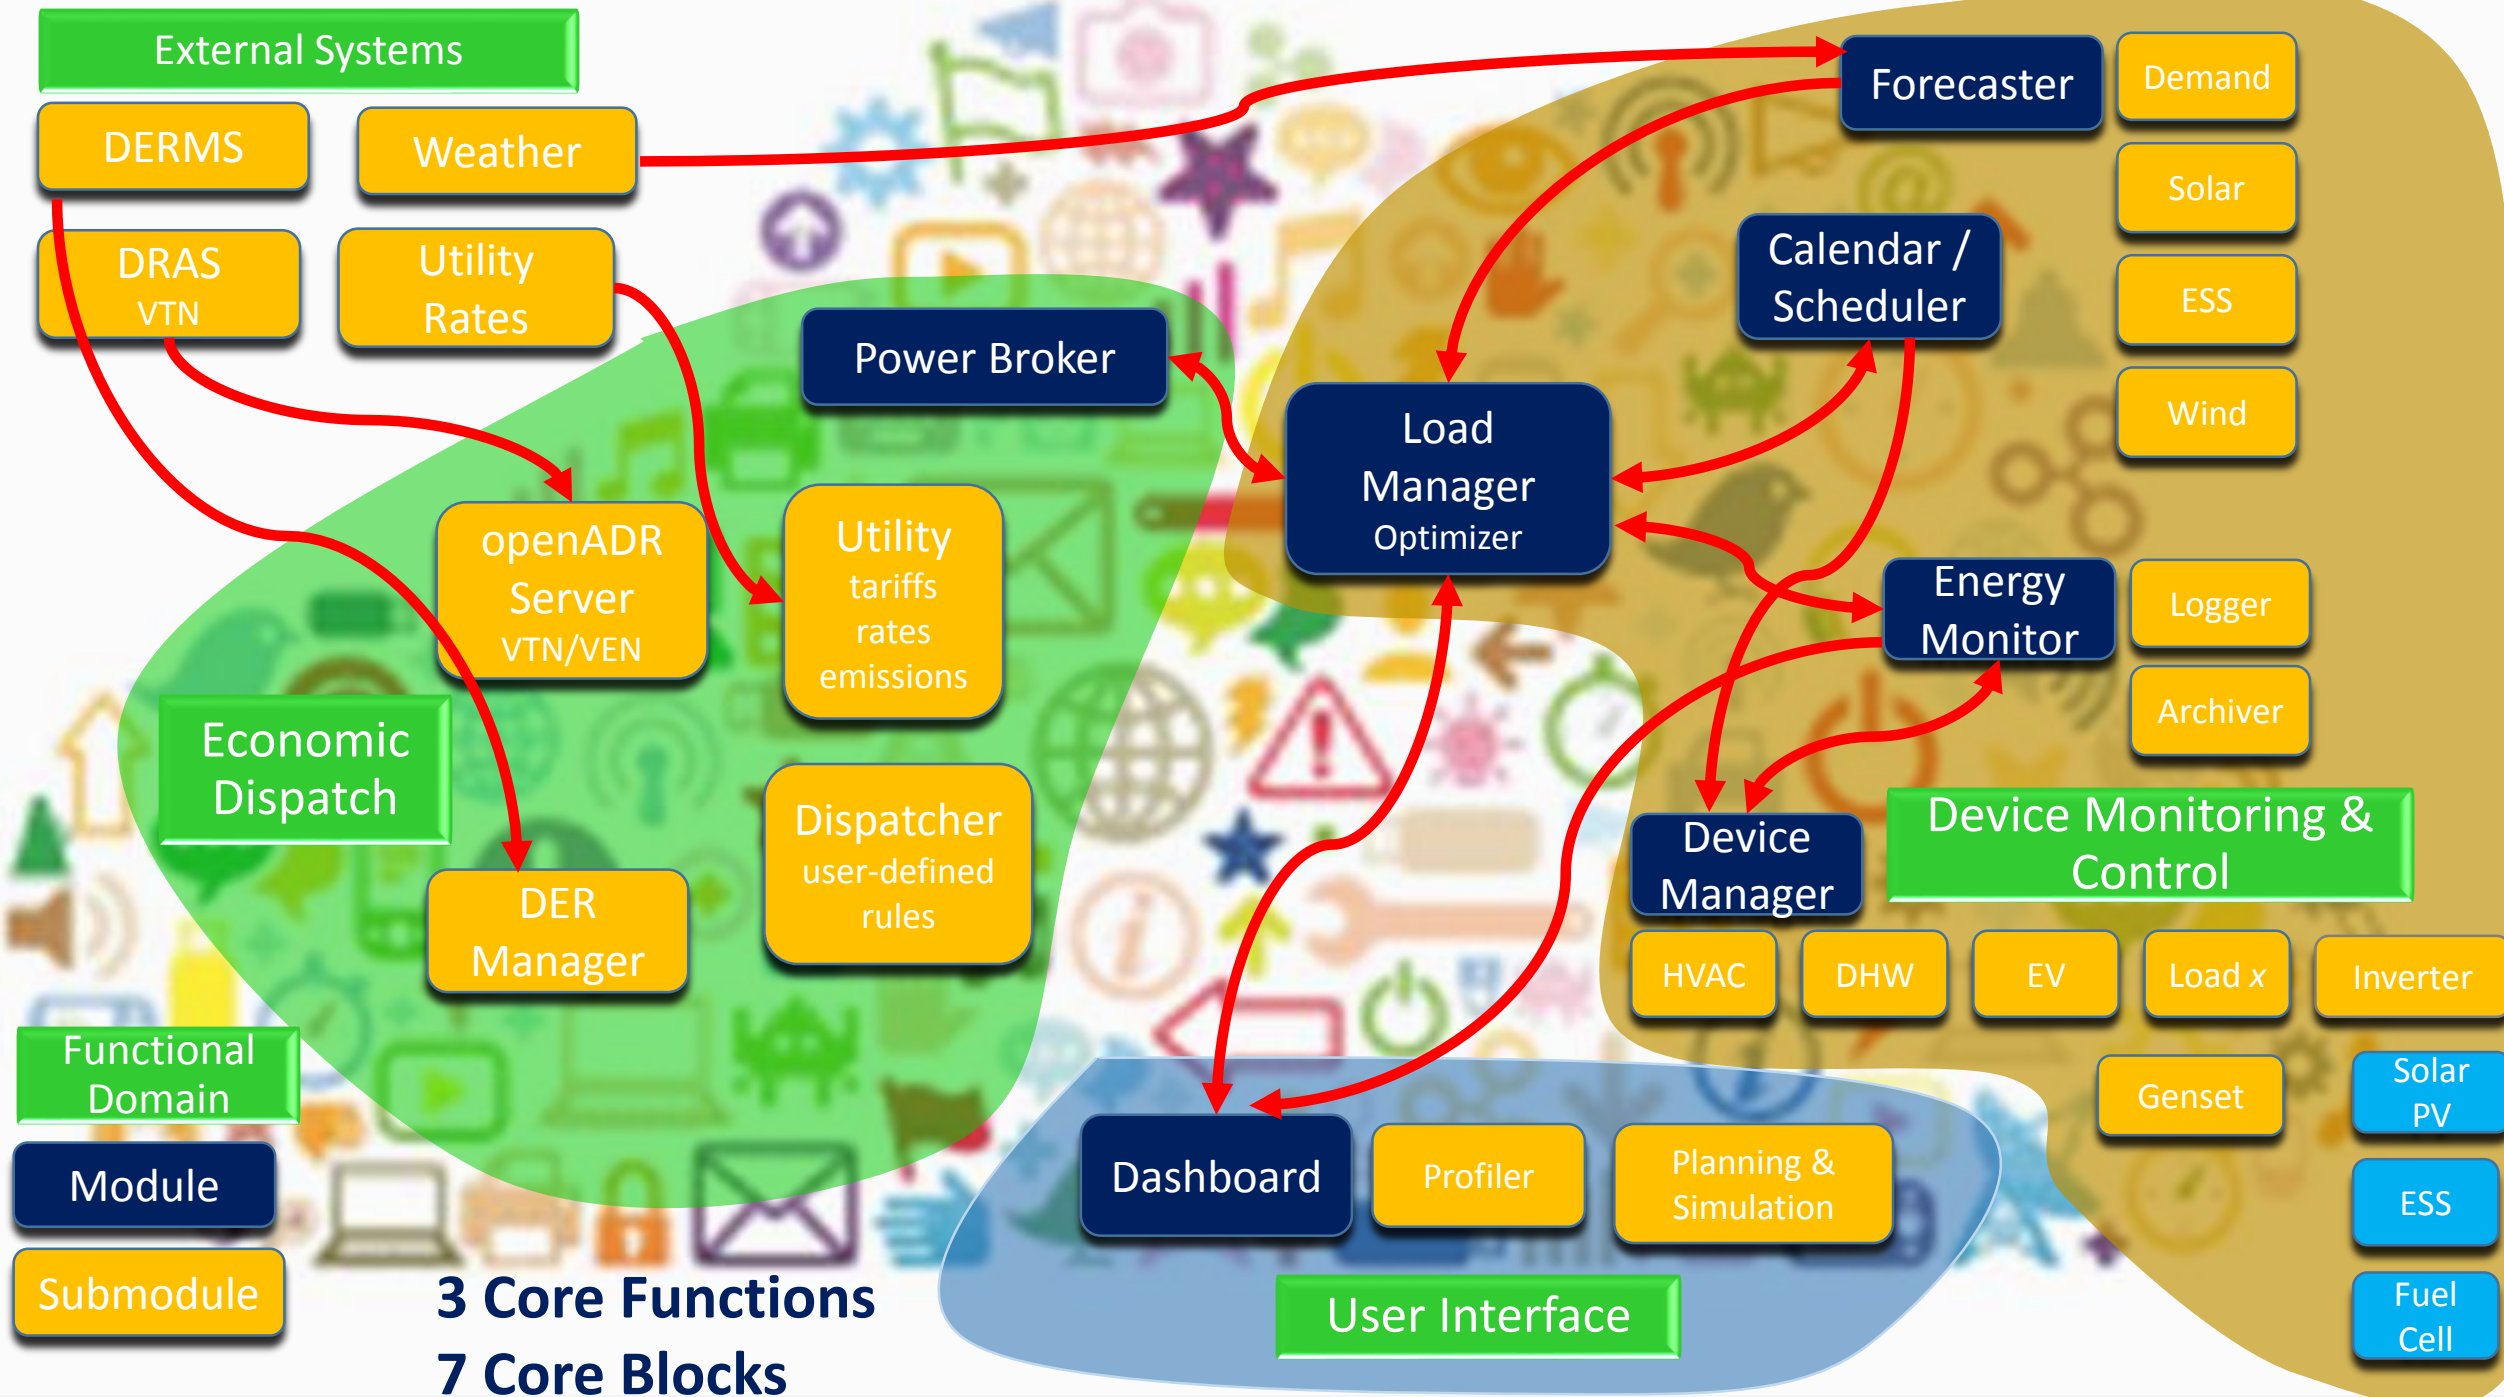 External Systems
DERMS
Weather
DRAS
VTN
Utility
Rates
Power Broker
openADR
Server
VTN/VEN
Utility
tariffs
rates
emissions
Economic
Dispatch
Dispatcher
user-defined
rules
DER
Manager
Forecaster
Demand
Solar
ESS
Wind
Calendar /
Scheduler
Load
Manager
Optimizer
Energy
Monitor
Logger
Archiver
Device
Manager
Device Monitoring &
Control
HVAC
DHW
EV
Load x
Inverter
Genset
Solar
PV
ESS
Fuel
Cell
Dashboard
Profiler
Planning &
Simulation
User Interface
Functional
Domain
Module
Submodule
3 Core Functions
7 Core Blocks